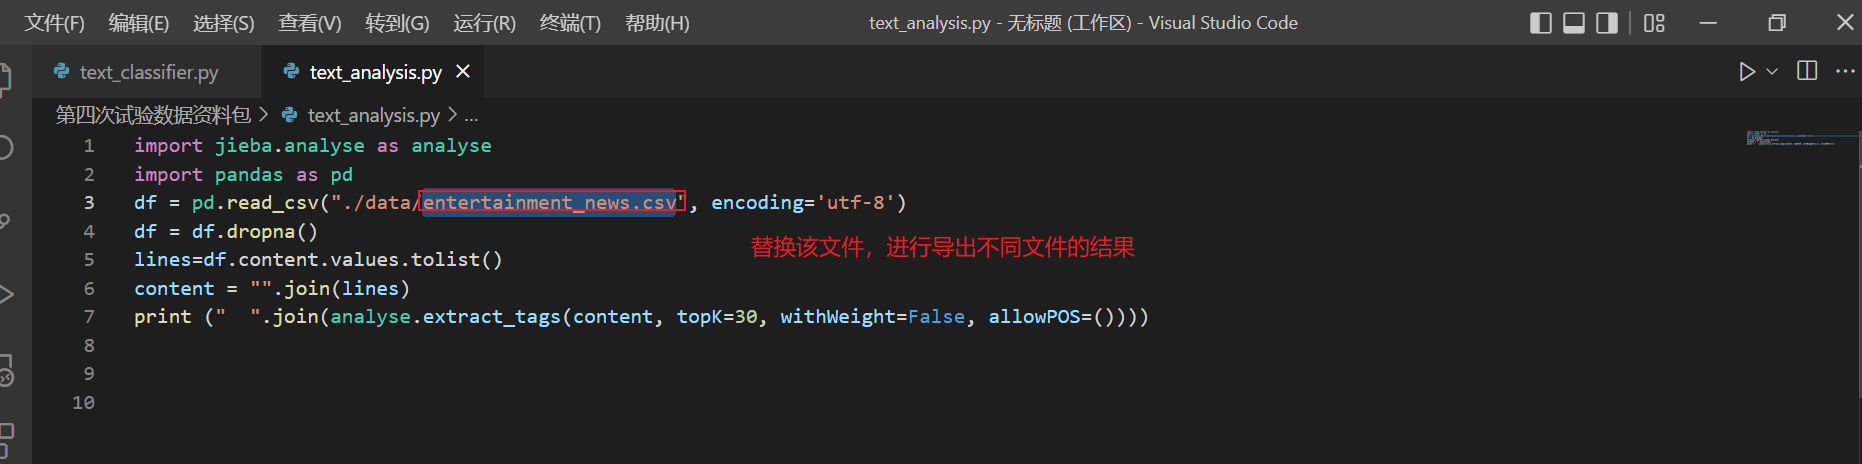 文件(F) 编辑(E) 选择(S) 查看(V) 转到(G) 运行(R) 终端(T) 帮助(H) text_analysis.py - 无标题 (工作区) - Visual Studio Code
text_classifier.py text_analysis.py
第四次试验数据资料包 > text_analysis.py > ...
1 import jieba.analyse as analyse
2 import pandas as pd
3 df = pd.read_csv("./data/entertainment_news.csv", encoding='utf-8')
4 df = df.dropna()
替换该文件，进行导出不同文件的结果
5 lines=df.content.values.tolist()
6 content = "".join(lines)
7 print ("  ".join(analyse.extract_tags(content, topK=30, withWeight=False, allowPOS=())))
8
9
10